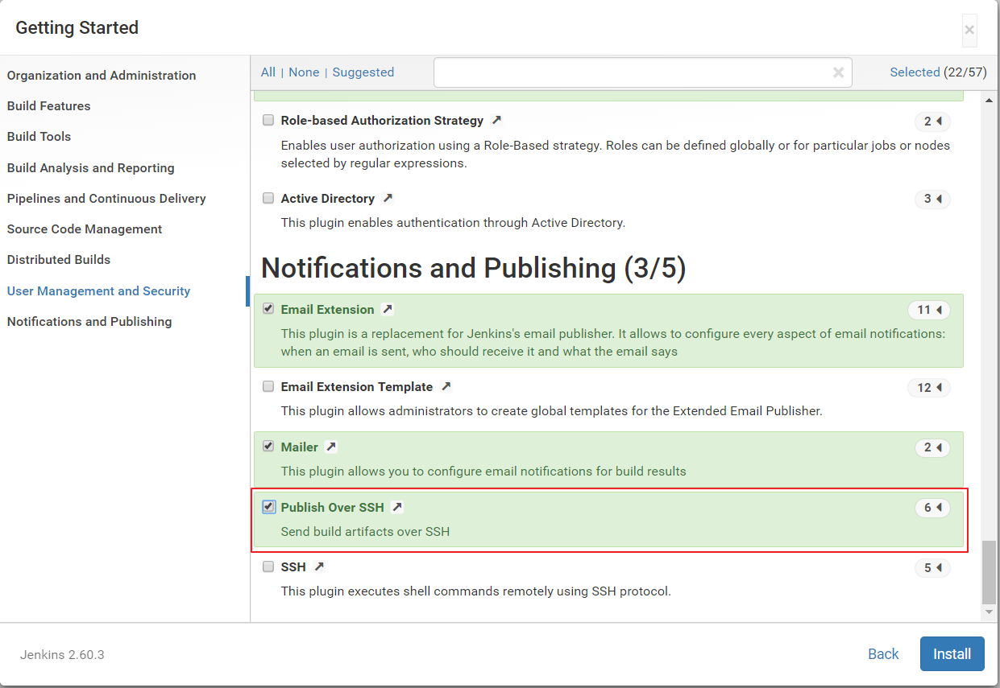 Getting Started
×
Organization and Administration
Build Features
Build Tools
Build Analysis and Reporting
Pipelines and Continuous Delivery
Source Code Management
Distributed Builds
User Management and Security
Notifications and Publishing
All | None | Suggested
Selected (22/57)
Role-based Authorization Strategy
2
Enables user authorization using a Role-Based strategy. Roles can be defined globally or for particular jobs or nodes
selected by regular expressions.
Active Directory
3
This plugin enables authentication through Active Directory.
Notifications and Publishing (3/5)
Email Extension
11
This plugin is a replacement for Jenkins's email publisher. It allows to configure every aspect of email notifications:
when an email is sent, who should receive it and what the email says
Email Extension Template
12
This plugin allows administrators to create global templates for the Extended Email Publisher.
Mailer
2
This plugin allows you to configure email notifications for build results
Publish Over SSH
6
Send build artifacts over SSH
SSH
5
This plugin executes shell commands remotely using SSH protocol.
Jenkins 2.60.3
Back
Install